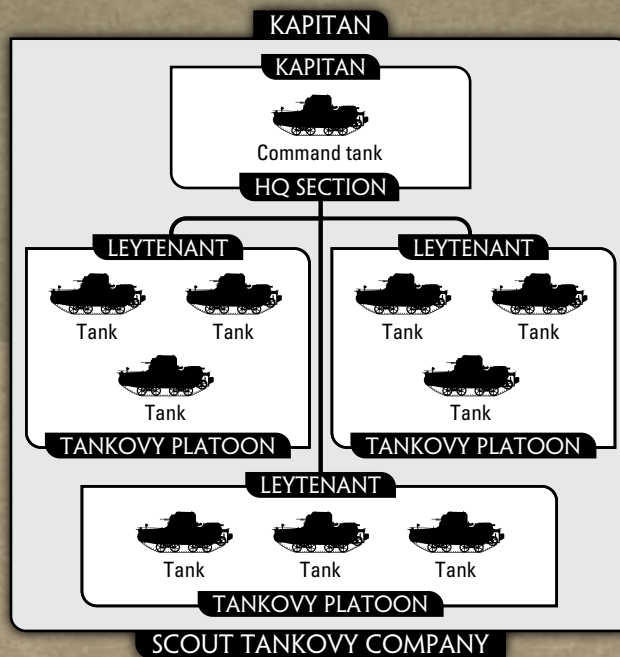 KAPITAN
KAPITAN
Command tank
HQ SECTION
LEYTENANT
Tank Tank
Tank
TANKOVY PLATOON
LEYTENANT
Tank Tank
Tank
TANKOVY PLATOON
LEYTENANT
Tank Tank Tank
TANKOVY PLATOON
SCOUT TANKOVY COMPANY